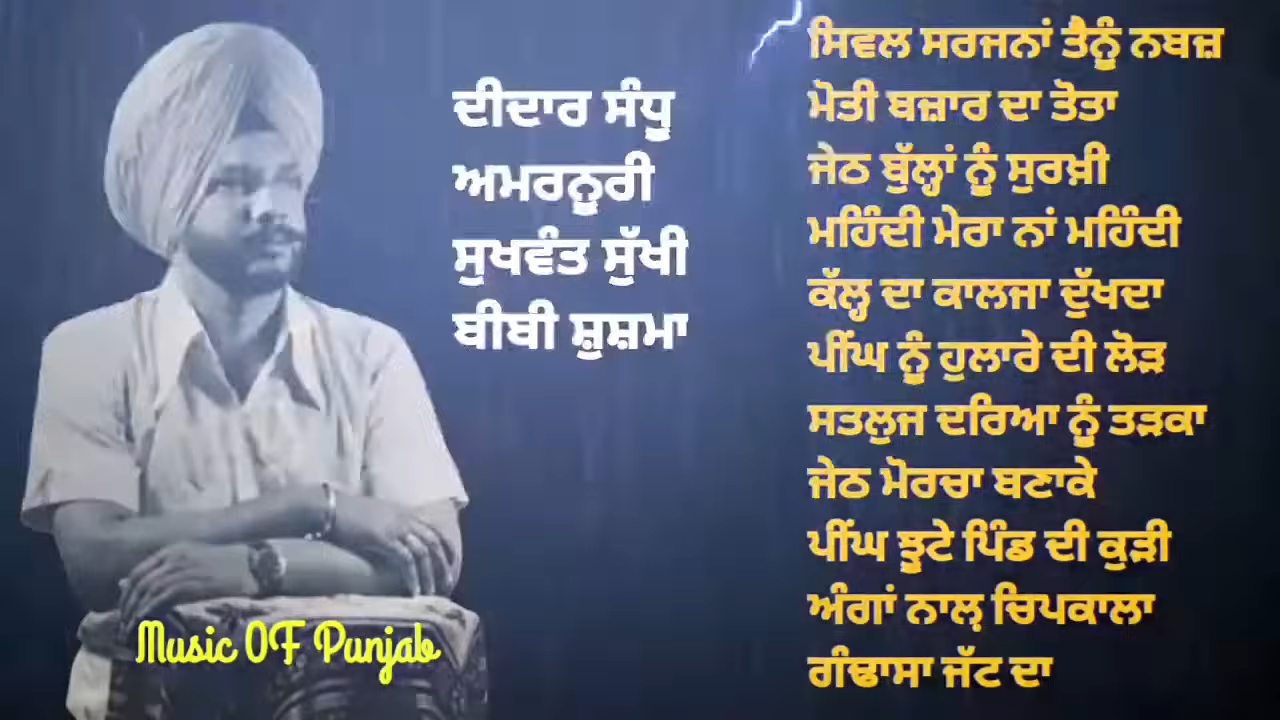 ਦੀਦਾਰ ਸੰਧੂ
ਅਮਰਨੂਰੀ
ਸੁਖਵੰਤ ਸੁੱਖੀ
ਬੀਬੀ ਸ਼ੁਸ਼ਮਾ
ਸਿਵਲ ਸਰਜਨਾਂ ਤੈਨੂੰ ਨਬਜ਼
ਮੋਤੀ ਬਜ਼ਾਰ ਦਾ ਤੋਤਾ
ਜੇਠ ਬੁੱਲ੍ਹਾਂ ਨੂੰ ਸੁਰਖ਼ੀ
ਮਹਿੰਦੀ ਮੇਰਾ ਨਾਂ ਮਹਿੰਦੀ
ਕੱਲ੍ਹ ਦਾ ਕਾਲਜਾ ਦੁੱਖਦਾ
ਪੀਂਘ ਨੂੰ ਹੁਲਾਰੇ ਦੀ ਲੋੜ
ਸਤਲੁਜ ਦਰਿਆ ਨੂੰ ਤੜਕਾ
ਜੇਠ ਮੋਰਚਾ ਬਣਾਕੇ
ਪੀਂਘ ਝੂਟੇ ਪਿੰਡ ਦੀ ਕੁੜੀ
ਅੰਗਾਂ ਨਾਲ਼ ਚਿਪਕਾਲਾ
ਗੰਢਾਸਾ ਜੱਟ ਦਾ
Music OF Punjab